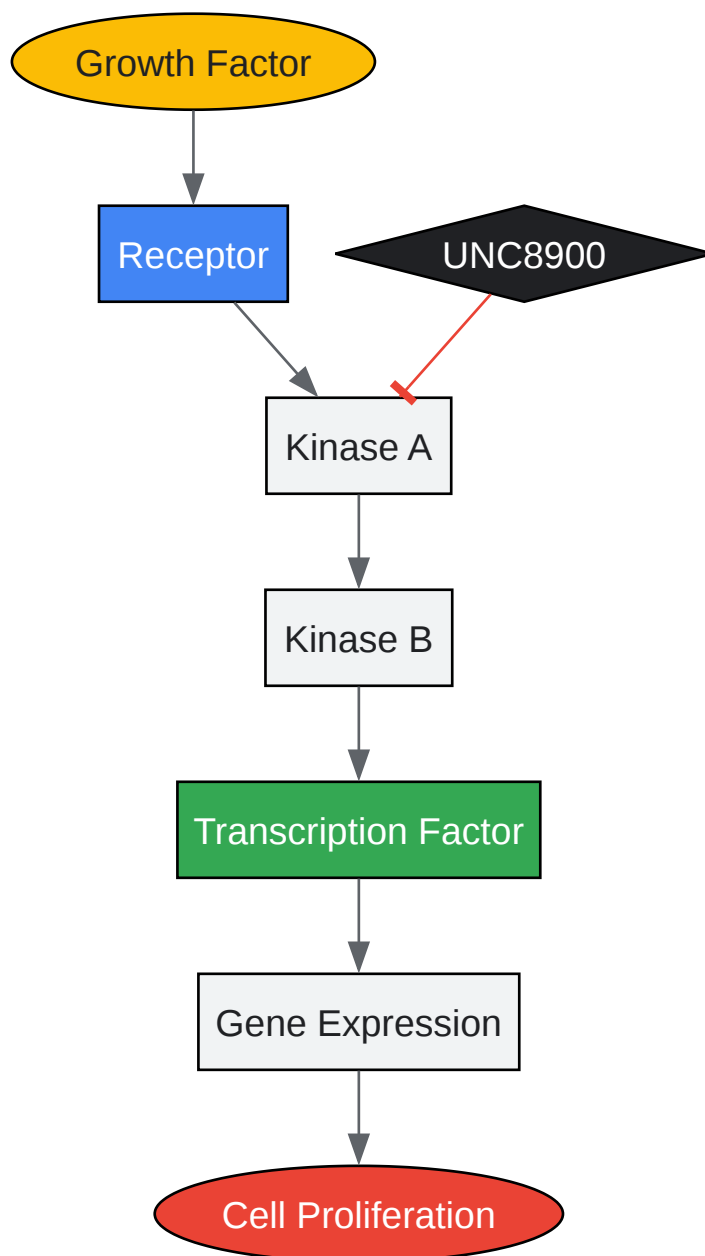 Growth Factor
Receptor
UNC8900
Kinase A
Kinase B
Transcription Factor
Gene Expression
Cell Proliferation